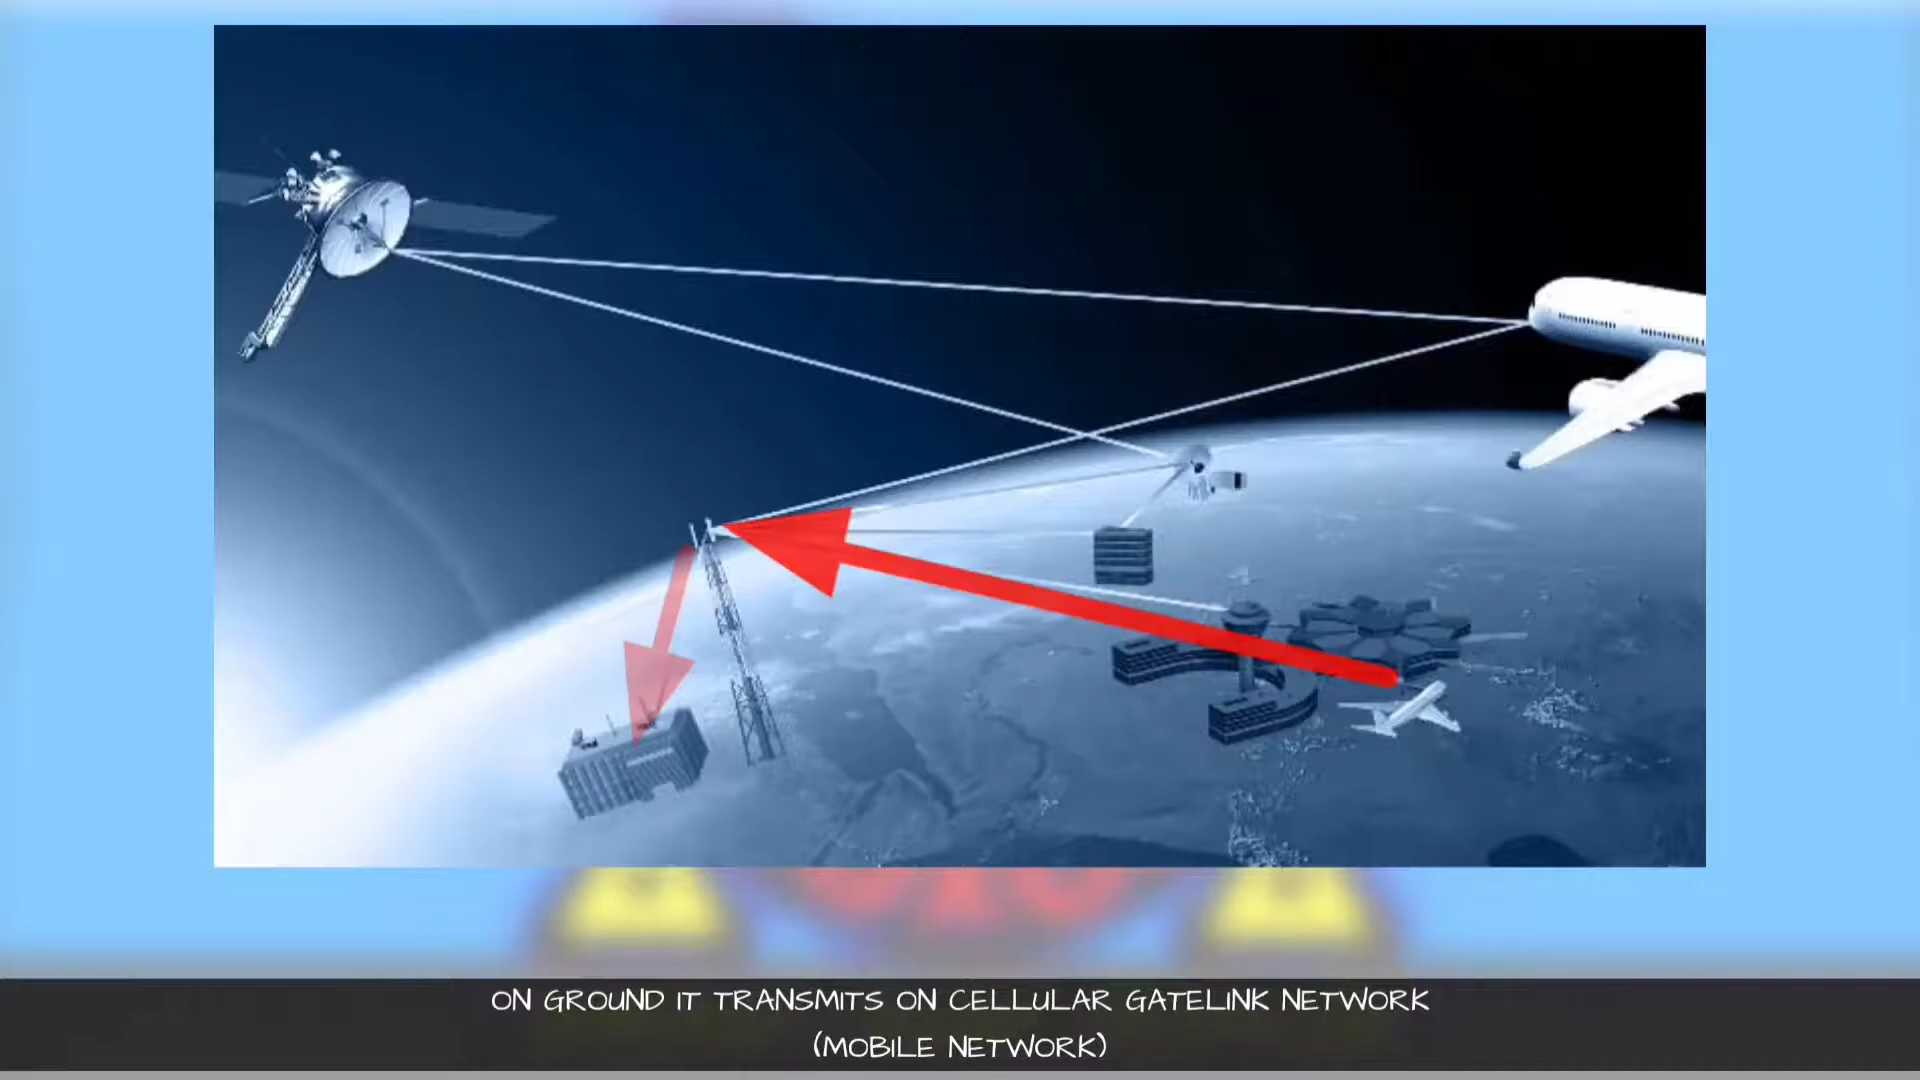 ON GROUND IT TRANSMITS ON CELLULAR GATELINK NETWORK
(MOBILE NETWORK)